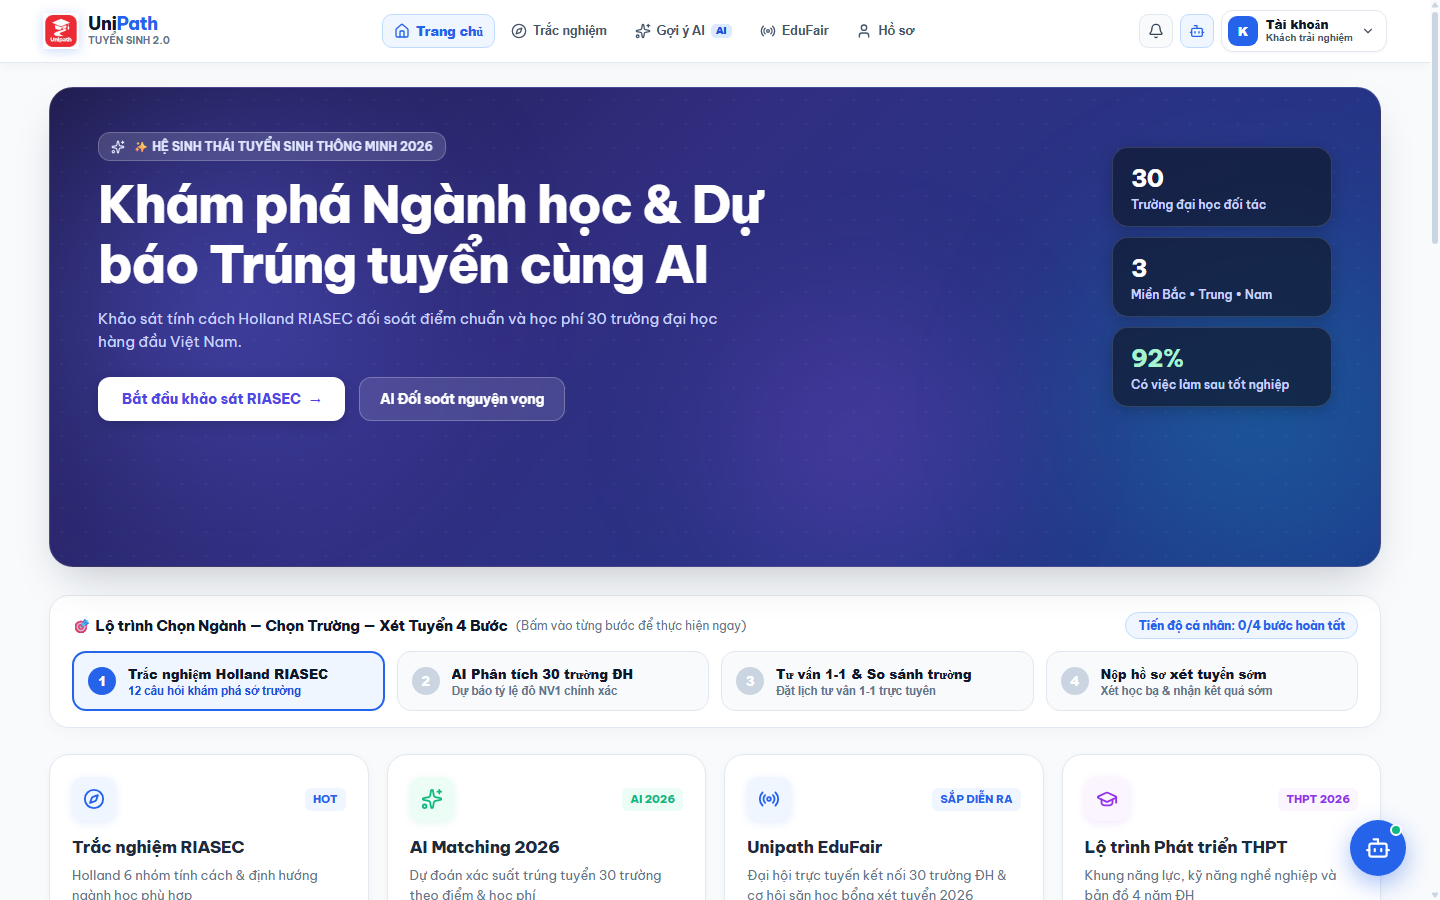 UniPath
TUYỂN SINH 2.0
Unipath
Trang chủ
Trắc nghiệm
Gợi ý AI AI
EduFair
Hồ sơ
K
Tài khoản
Khách trải nghiệm
✨ HỆ SINH THÁI TUYỂN SINH THÔNG MINH 2026
Khám phá Ngành học & Dự
báo Trúng tuyển cùng AI
Khảo sát tính cách Holland RIASEC đối soát điểm chuẩn và học phí 30 trường đại học
hàng đầu Việt Nam.
Bắt đầu khảo sát RIASEC →
AI Đối soát nguyện vọng
30
Trường đại học đối tác
3
Miền Bắc • Trung • Nam
92%
Có việc làm sau tốt nghiệp
🎯 Lộ trình Chọn Ngành — Chọn Trường — Xét Tuyển 4 Bước (Bấm vào từng bước để thực hiện ngay)
Tiến độ cá nhân: 0/4 bước hoàn tất
1
Trắc nghiệm Holland RIASEC
12 câu hỏi khám phá sở trường
2
AI Phân tích 30 trường ĐH
Dự báo tỷ lệ đỗ NV1 chính xác
3
Tư vấn 1-1 & So sánh trường
Đặt lịch tư vấn 1-1 trực tuyến
4
Nộp hồ sơ xét tuyển sớm
Xét học bạ & nhận kết quả sớm
HOT
Trắc nghiệm RIASEC
Holland 6 nhóm tính cách & định hướng
ngành học phù hợp
AI 2026
AI Matching 2026
Dự đoán xác suất trúng tuyển 30 trường
theo điểm & học phí
SẮP DIỄN RA
Unipath EduFair
Đại hội trực tuyến kết nối 30 trường ĐH &
cơ hội săn học bổng xét tuyển 2026
THPT 2026
Lộ trình Phát triển THPT
Khung năng lực, kỹ năng nghề nghiệp và
bản đồ 4 năm ĐH